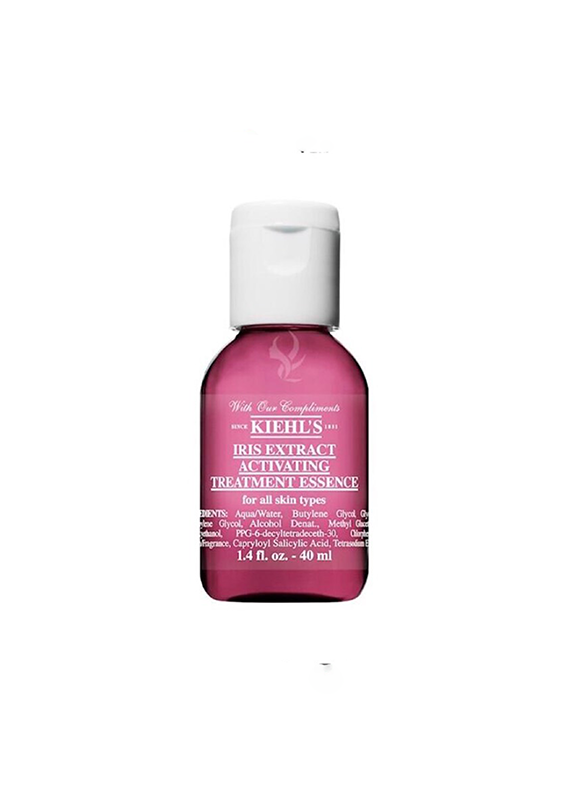 With Our Compliments
SINCE KIEHL'S 1851
IRIS EXTRACT
ACTIVATING
TREATMENT ESSENCE
for all skin types
Aqua/Water, Butylene Glycol
Glycol, Alcohol Denat., Methyl
PPG-6-decyltetradeceth-30,
Capryloyl Salicylic Acid, Tetrasodium
1.4 fl. oz. - 40 ml